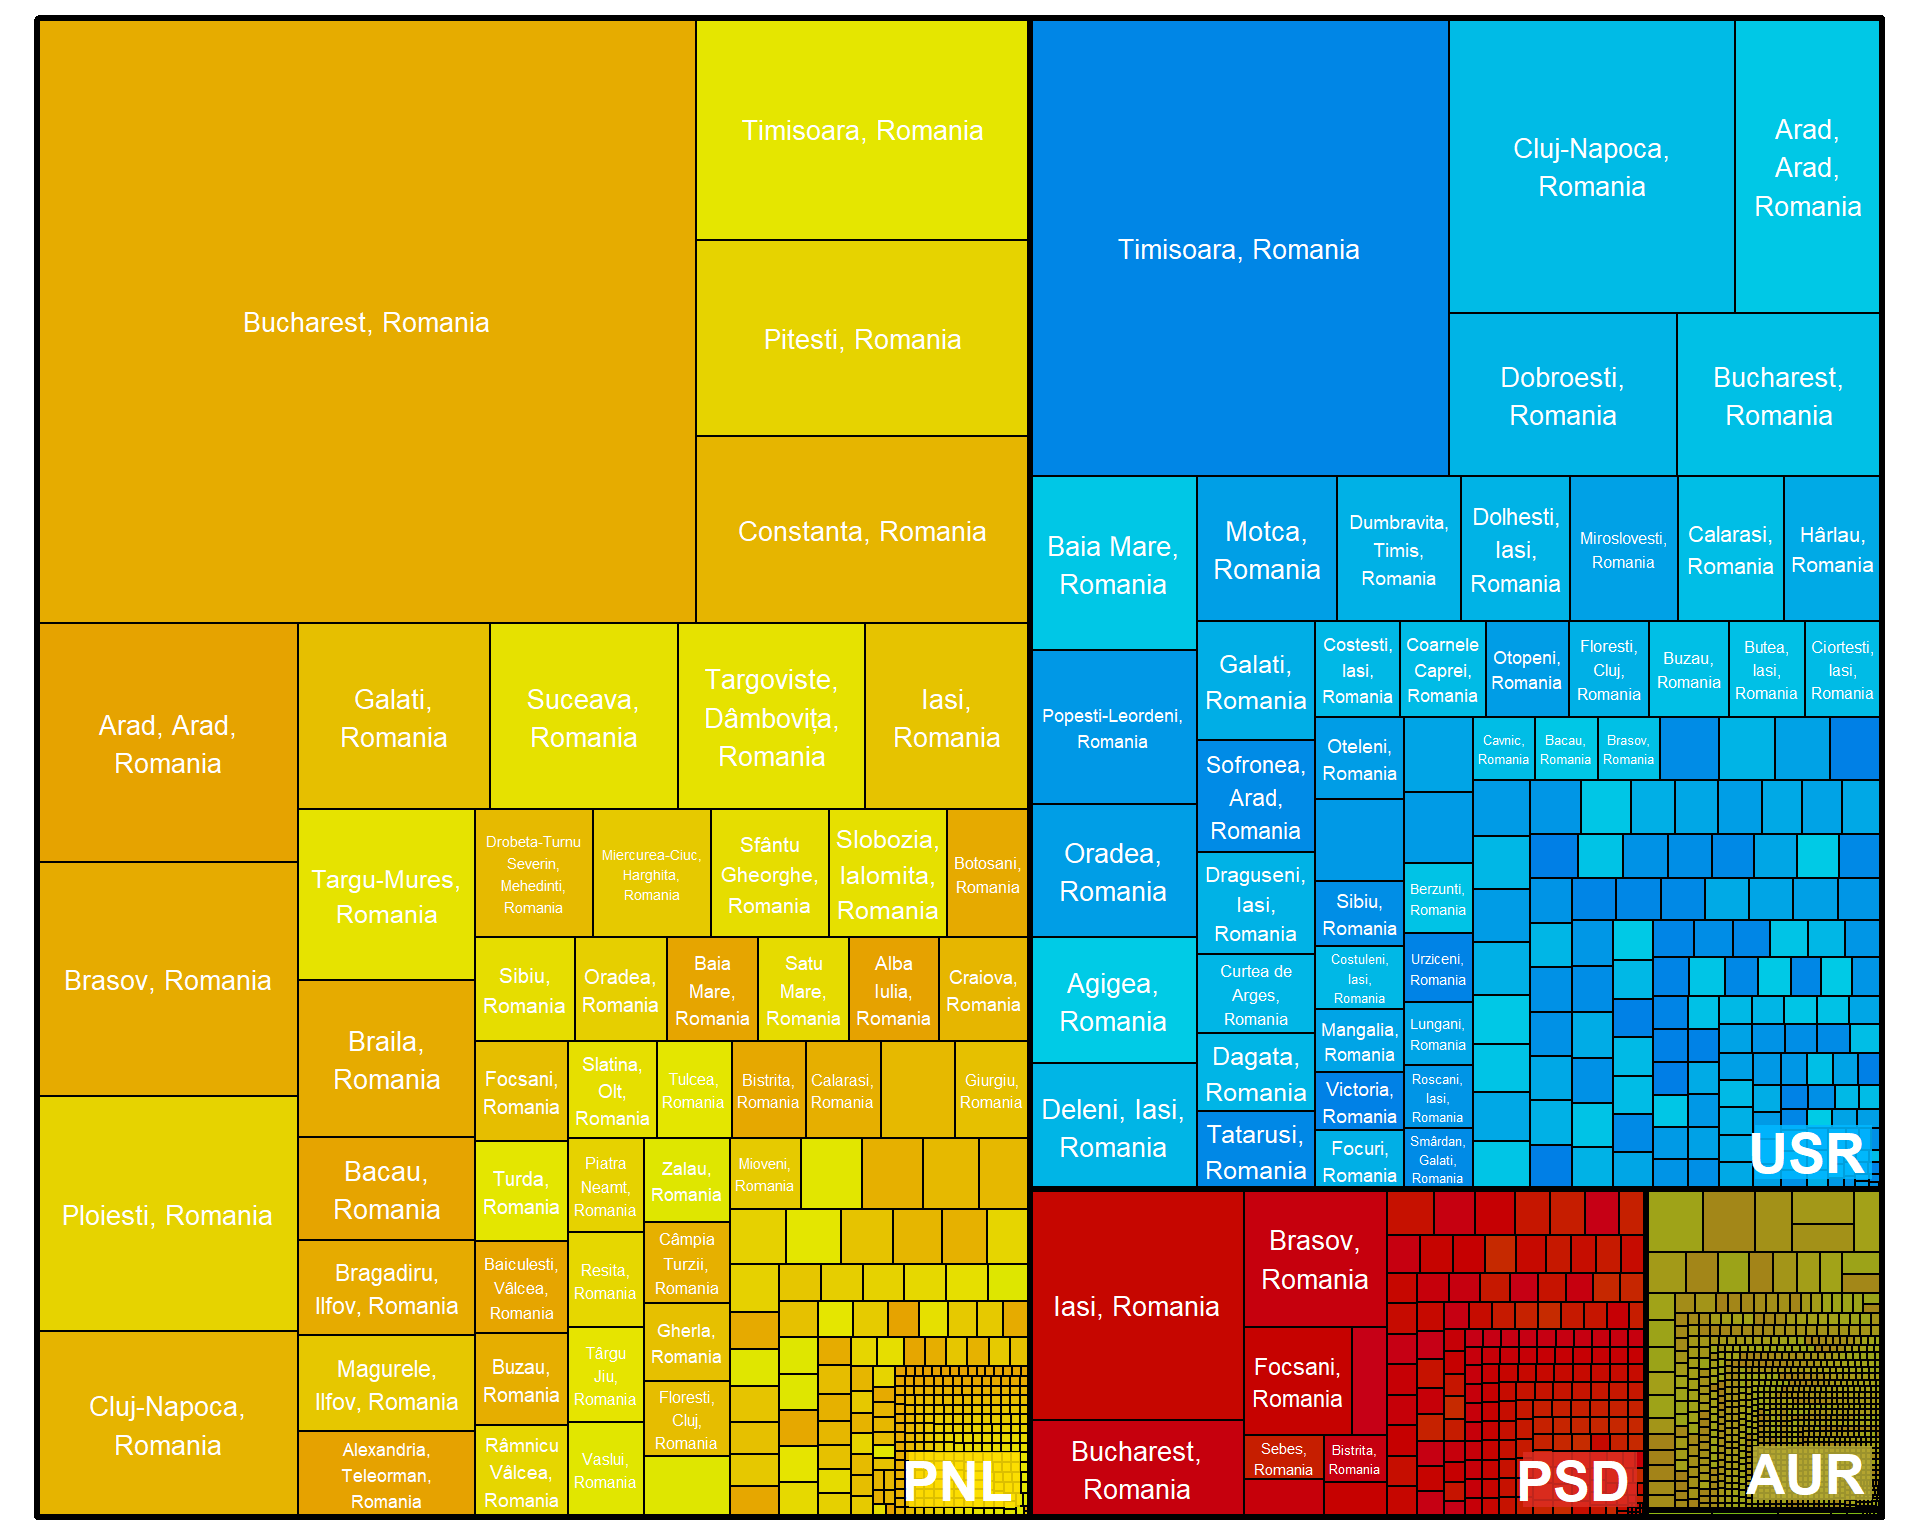 Bucharest, Romania
Timisoara, Romania
Pitesti, Romania
Constanta, Romania
Arad, Arad,
Romania
Brasov, Romania
Ploiesti, Romania
Cluj-Napoca,
Romania
Galati,
Romania
Suceava,
Romania
Targoviste,
Dâmbovița,
Romania
Iasi,
Romania
Targu-Mures,
Romania
Braila,
Romania
Bacau,
Romania
Bragadiru,
Ilfov, Romania
Magurele,
Ilfov, Romania
Alexandria,
Teleorman,
Romania
Drobeta-Turnu
Severin,
Mehedinti,
Romania
Miercurea-Ciuc,
Harghita,
Romania
Sfântu
Gheorghe,
Romania
Slobozia,
Ialomita,
Romania
Botosani,
Romania
Sibiu,
Romania
Oradea,
Romania
Baia
Mare,
Romania
Satu
Mare,
Romania
Alba
Iulia,
Romania
Craiova,
Romania
Focsani,
Romania
Slatina,
Olt,
Romania
Tulcea,
Romania
Bistrita,
Romania
Calarasi,
Romania
Giurgiu,
Romania
Turda,
Romania
Baiculesti,
Vâlcea,
Romania
Buzau,
Romania
Râmnicu
Vâlcea,
Romania
Piatra
Neamt,
Romania
Resita,
Romania
Târgu
Jiu,
Romania
Vaslui,
Romania
Zalau,
Romania
Câmpia
Turzii,
Romania
Gherla,
Romania
Floresti,
Cluj,
Romania
Mioveni,
Romania
PNL
Timisoara, Romania
Cluj-Napoca,
Romania
Arad,
Arad,
Romania
Dobroesti,
Romania
Bucharest,
Romania
Baia Mare,
Romania
Popesti-Leordeni,
Romania
Oradea,
Romania
Agigea,
Romania
Deleni, Iasi,
Romania
Motca,
Romania
Dumbravita,
Timis,
Romania
Dolhesti,
Iasi,
Romania
Miroslovesti,
Romania
Calarasi,
Romania
Hârlau,
Romania
Galati,
Romania
Sofronea,
Arad,
Romania
Draguseni,
Iasi,
Romania
Curtea de
Arges,
Romania
Dagata,
Romania
Tatarusi,
Romania
Costesti,
Iasi,
Romania
Coarnele
Caprei,
Romania
Otopeni,
Romania
Floresti,
Cluj,
Romania
Buzau,
Romania
Butea,
Iasi,
Romania
Ciortesti,
Iasi,
Romania
Oteleni,
Romania
Sibiu,
Romania
Costuleni,
Iasi,
Romania
Mangalia,
Romania
Victoria,
Romania
Focuri,
Romania
Berzunti,
Romania
Urziceni,
Romania
Lungani,
Romania
Roscani,
Iasi,
Romania
Smârdan,
Galati,
Romania
Cavnic,
Romania
Bacau,
Romania
Brasov,
Romania
USR
Iasi, Romania
Bucharest,
Romania
Brasov,
Romania
Focsani,
Romania
Sebes,
Romania
Bistrita,
Romania
PSD
AUR